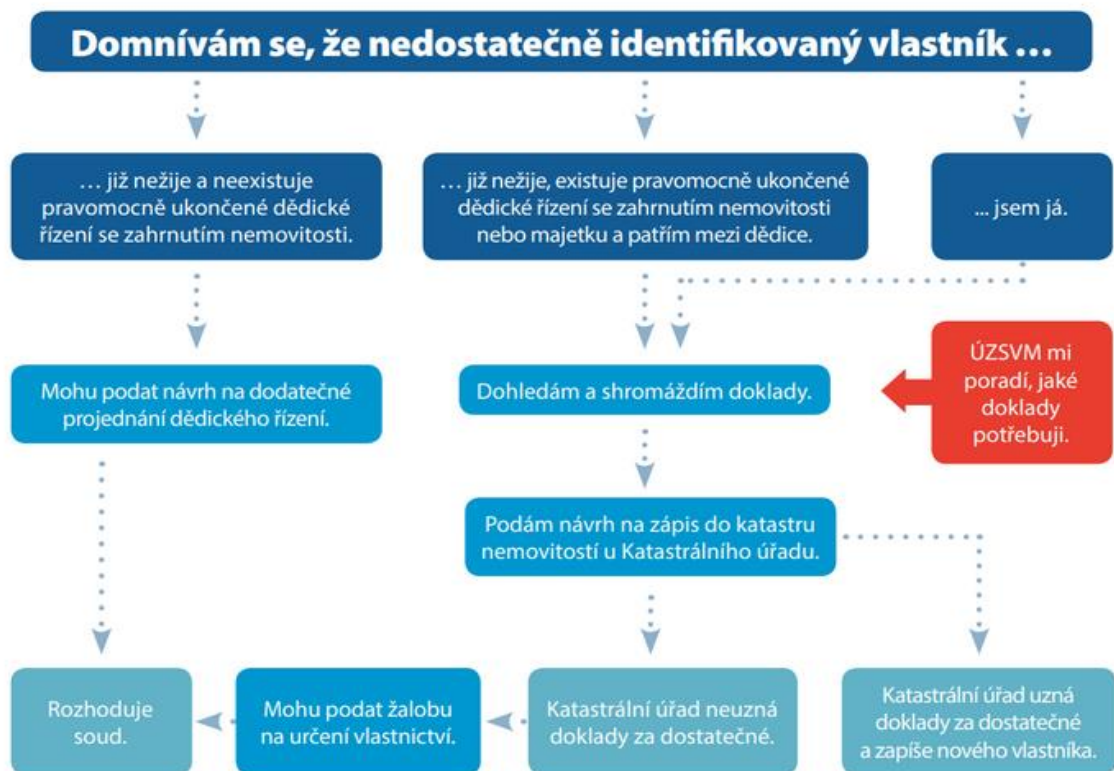 Domnívám se, že nedostatečně identifikovaný vlastník …
… již nežije a neexistuje
pravomocně ukončené dědické
řízení se zahrnutím nemovitosti.
… již nežije, existuje pravomocně ukončené
dědické řízení se zahrnutím nemovitosti
nebo majetku a patřím mezi dědice.
... jsem já.
Mohu podat návrh na dodatečné
projednání dědického řízení.
Dohledám a shromáždím doklady.
ÚZSVM mi
poradí, jaké
doklady
potřebuji.
Podám návrh na zápis do katastru
nemovitostí u Katastrálního úřadu.
Rozhoduje
soud.
Mohu podat žalobu
na určení vlastnictví.
Katastrální úřad neuzná
doklady za dostatečné.
Katastrální úřad uzná
doklady za dostatečné
a zapíše nového vlastníka.